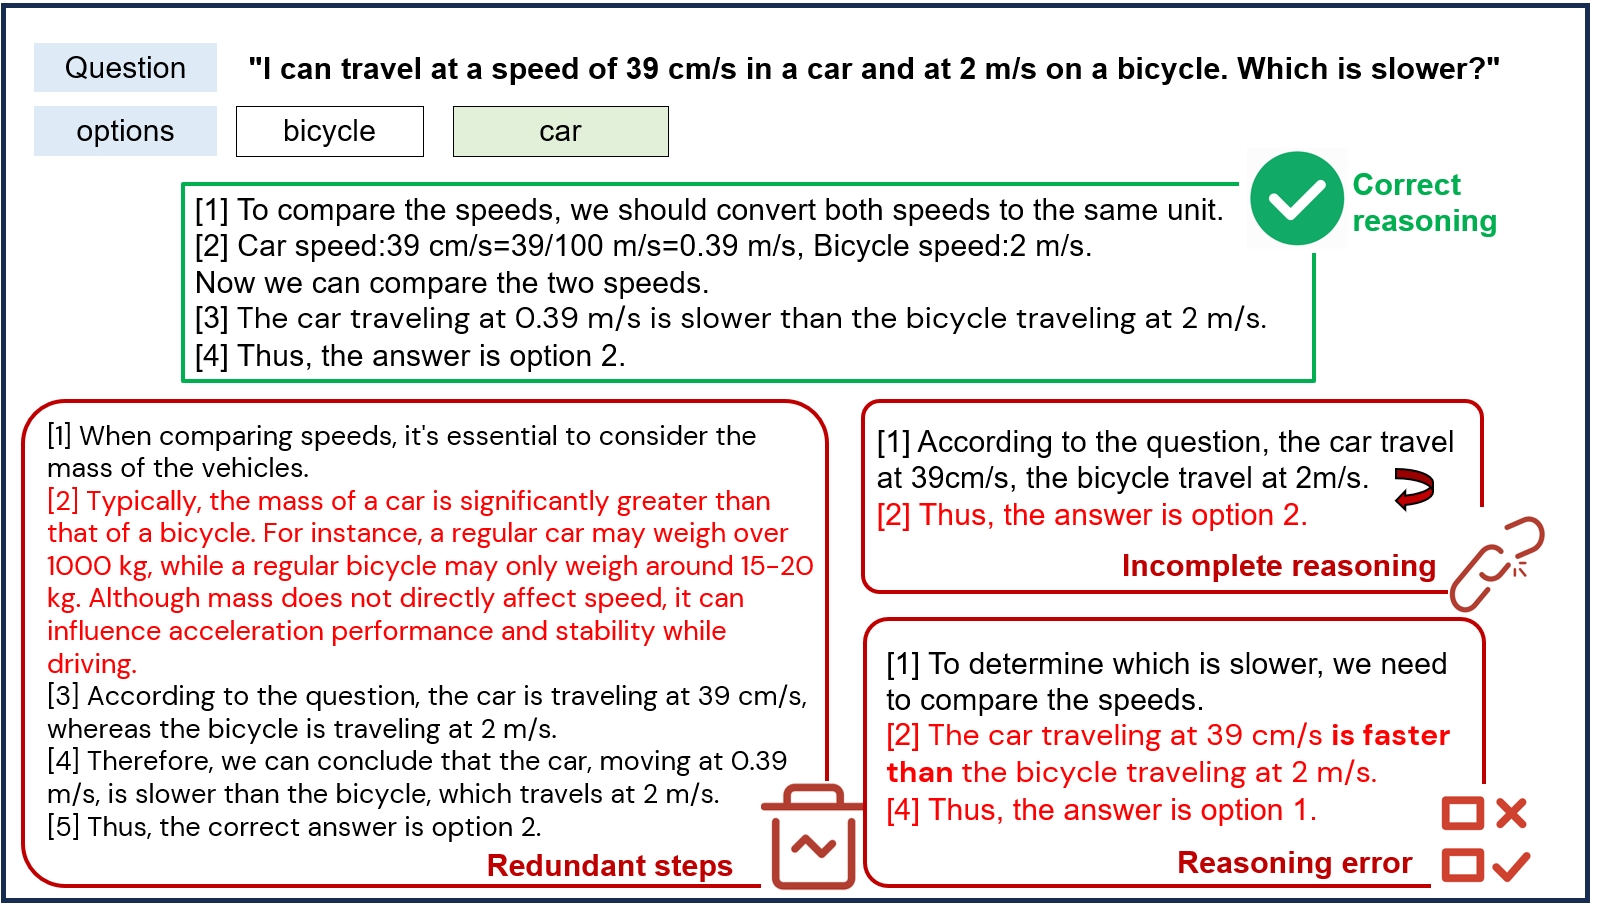 Question
"I can travel at a speed of 39 cm/s in a car and at 2 m/s on a bicycle. Which is slower?"
options
bicycle
car
Correct
reasoning
[1] To compare the speeds, we should convert both speeds to the same unit.
[2] Car speed:39 cm/s=39/100 m/s=0.39 m/s, Bicycle speed:2 m/s.
Now we can compare the two speeds.
[3] The car traveling at 0.39 m/s is slower than the bicycle traveling at 2 m/s.
[4] Thus, the answer is option 2.
[1] When comparing speeds, it's essential to consider the
mass of the vehicles.
[2] Typically, the mass of a car is significantly greater than
that of a bicycle. For instance, a regular car may weigh over
1000 kg, while a regular bicycle may only weigh around 15-20
kg. Although mass does not directly affect speed, it can
influence acceleration performance and stability while
driving.
[3] According to the question, the car is traveling at 39 cm/s,
whereas the bicycle is traveling at 2 m/s.
[4] Therefore, we can conclude that the car, moving at 0.39
m/s, is slower than the bicycle, which travels at 2 m/s.
[5] Thus, the correct answer is option 2.
Redundant steps
[1] According to the question, the car travel
at 39cm/s, the bicycle travel at 2m/s.
[2] Thus, the answer is option 2.
Incomplete reasoning
[1] To determine which is slower, we need
to compare the speeds.
[2] The car traveling at 39 cm/s is faster
than the bicycle traveling at 2 m/s.
[4] Thus, the answer is option 1.
Reasoning error